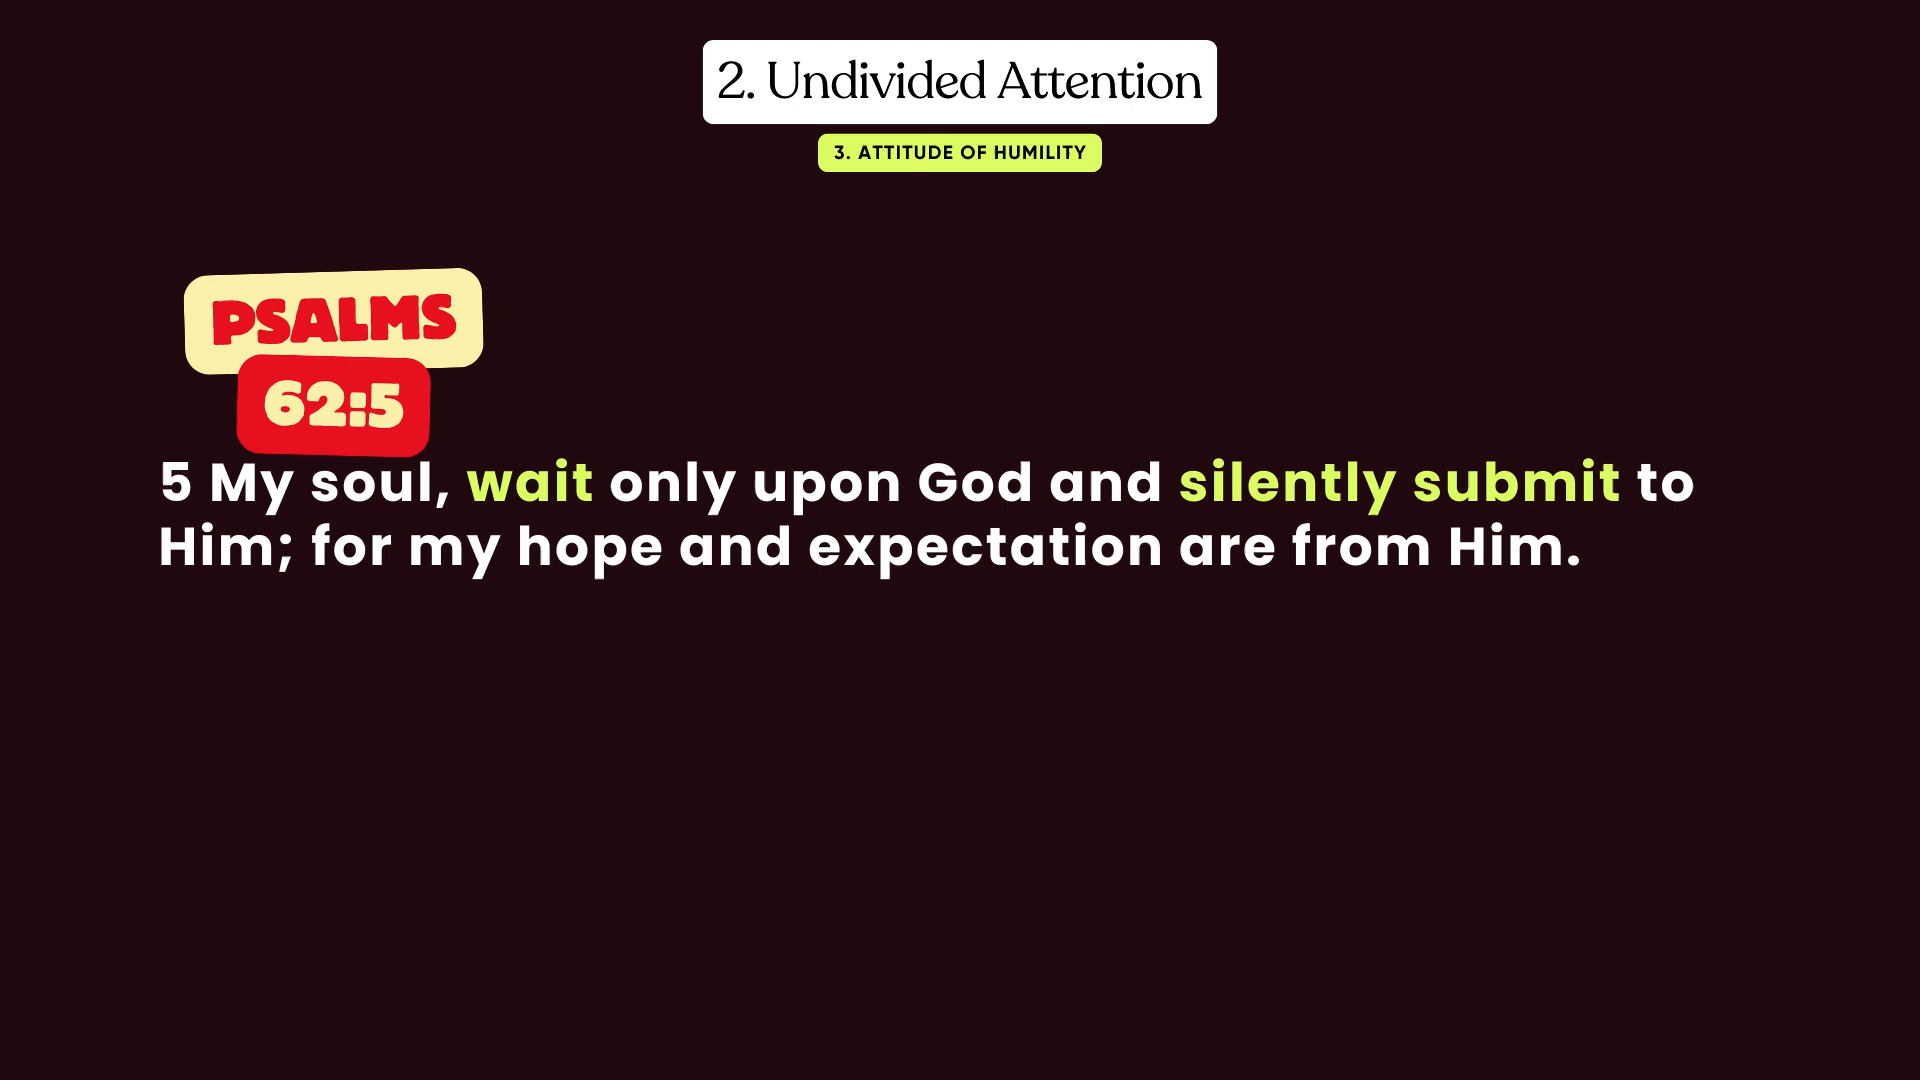 2. Undivided Attention
3. ATTITUDE OF HUMILITY
PSALMS
62:5
5 My soul, wait only upon God and silently submit to
Him; for my hope and expectation are from Him.